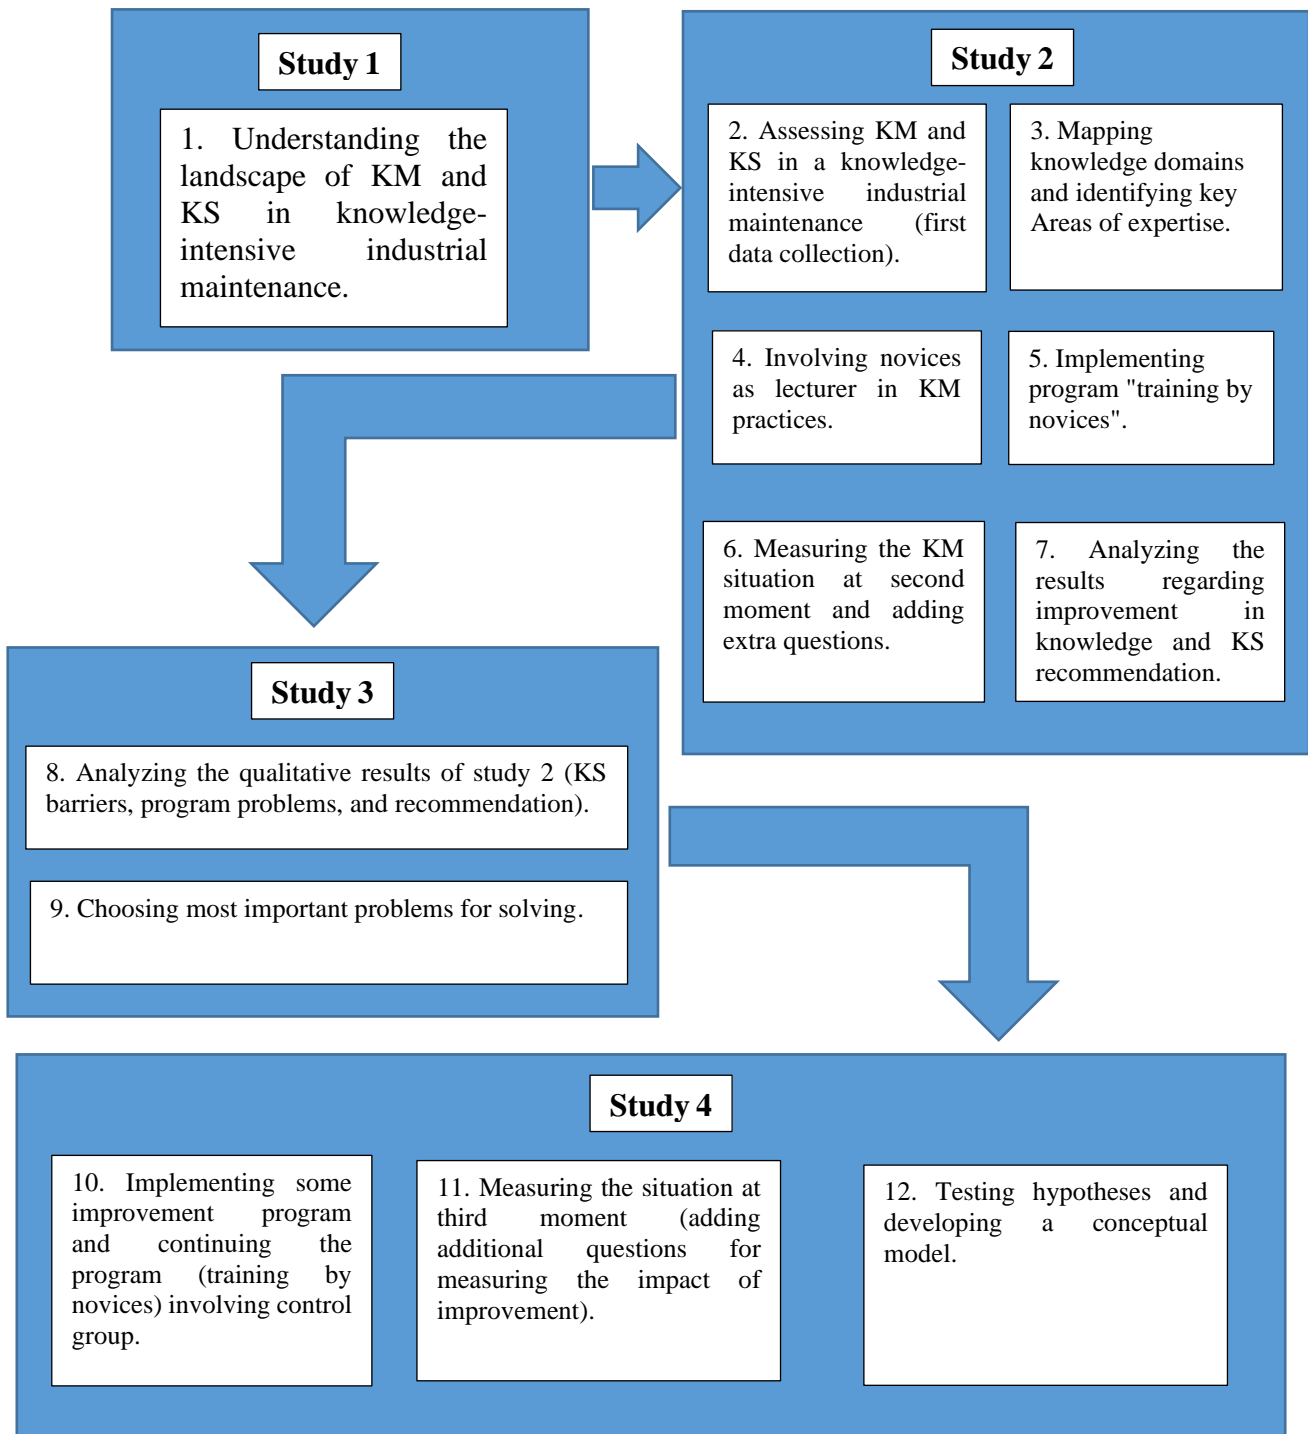 Study 1
1. Understanding the
landscape of KM and
KS in knowledge-
intensive industrial
maintenance.
Study 2
2. Assessing KM and
KS in a knowledge-
intensive industrial
maintenance (first
data collection).
3. Mapping
knowledge domains
and identifying key
Areas of expertise.
4. Involving novices
as lecturer in KM
practices.
5. Implementing
program "training by
novices".
6. Measuring the KM
situation at second
moment and adding
extra questions.
7. Analyzing the
results regarding
improvement in
knowledge and KS
recommendation.
Study 3
8. Analyzing the qualitative results of study 2 (KS
barriers, program problems, and recommendation).
9. Choosing most important problems for solving.
Study 4
10. Implementing some
improvement program
and continuing the
program (training by
novices) involving control
group.
11. Measuring the situation at
third moment (adding
additional questions for
measuring the impact of
improvement).
12. Testing hypotheses and
developing a conceptual
model.